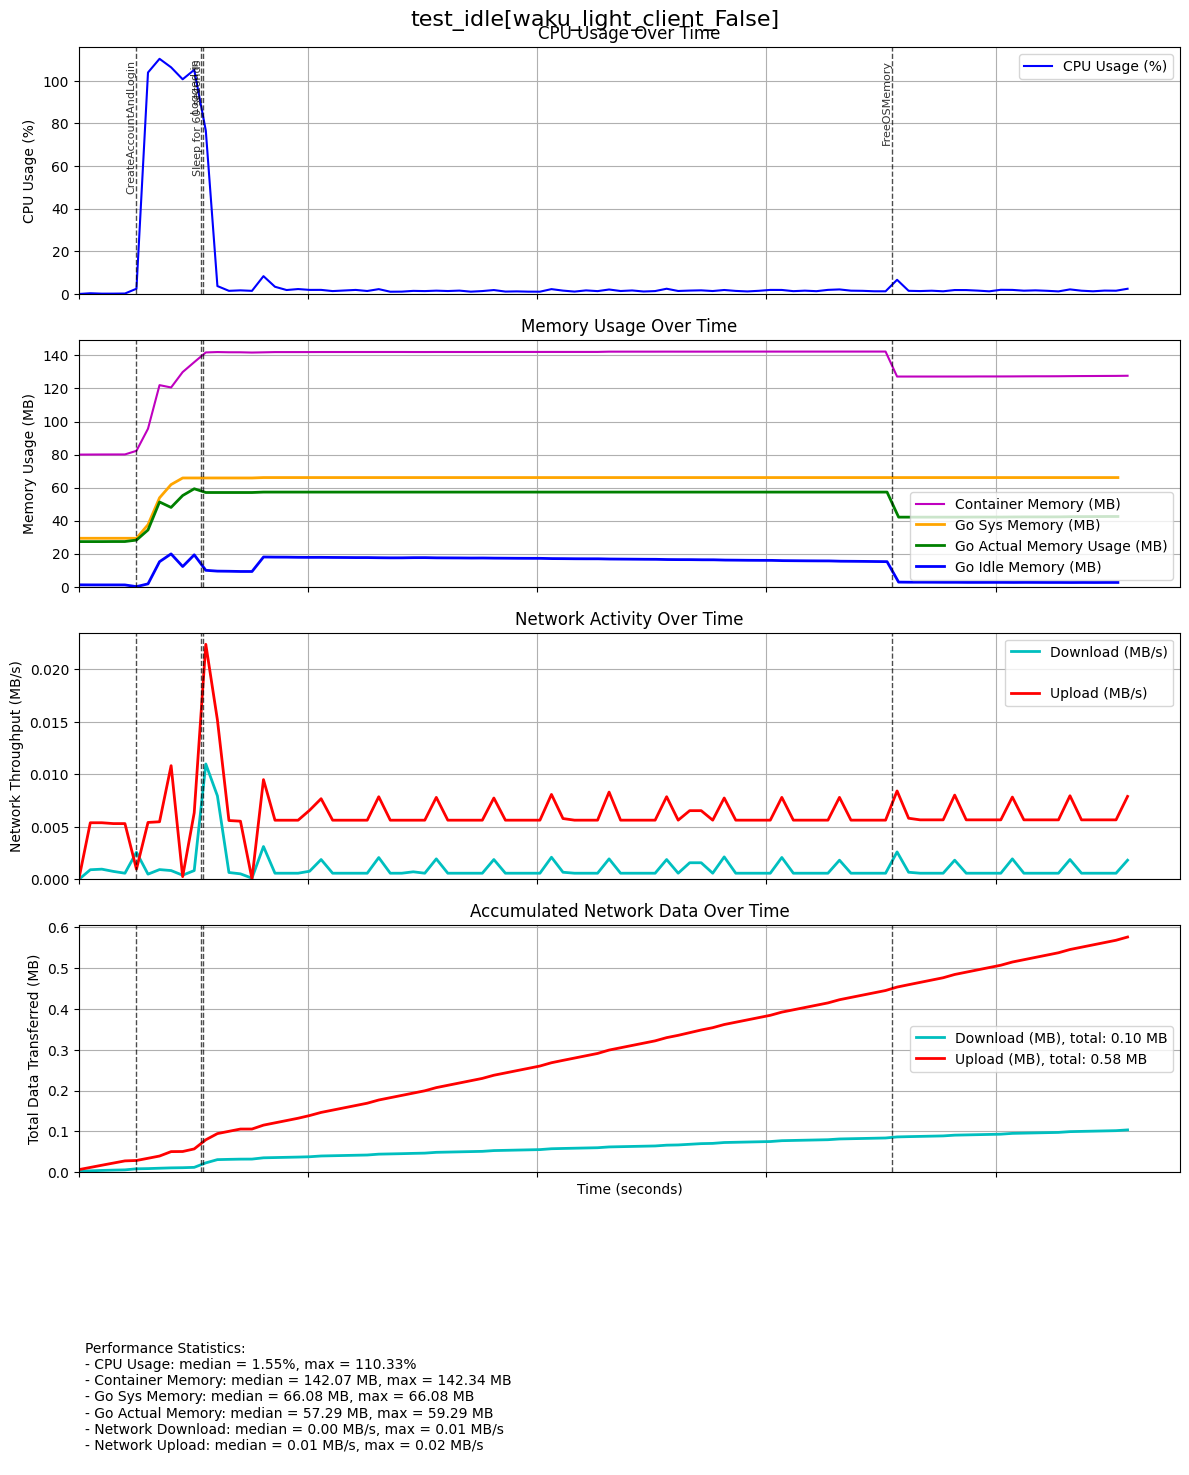 test_idle[waku_light_client_False]
CPU Usage Over Time
CPU Usage (%)
100
80
60
40
20
0
CreateAccountAndLogin
Sleep for 60 seconds
LoggedIn
FreeOSMemory
CPU Usage (%)
Memory Usage Over Time
Memory Usage (MB)
140
120
100
80
60
40
20
0
Container Memory (MB)
Go Sys Memory (MB)
Go Actual Memory Usage (MB)
Go Idle Memory (MB)
Network Activity Over Time
Network Throughput (MB/s)
0.020
0.015
0.010
0.005
0.000
Download (MB/s)
Upload (MB/s)
Accumulated Network Data Over Time
Total Data Transferred (MB)
0.6
0.5
0.4
0.3
0.2
0.1
0.0
Download (MB), total: 0.10 MB
Upload (MB), total: 0.58 MB
Time (seconds)
Performance Statistics:
- CPU Usage: median = 1.55%, max = 110.33%
- Container Memory: median = 142.07 MB, max = 142.34 MB
- Go Sys Memory: median = 66.08 MB, max = 66.08 MB
- Go Actual Memory: median = 57.29 MB, max = 59.29 MB
- Network Download: median = 0.00 MB/s, max = 0.01 MB/s
- Network Upload: median = 0.01 MB/s, max = 0.02 MB/s